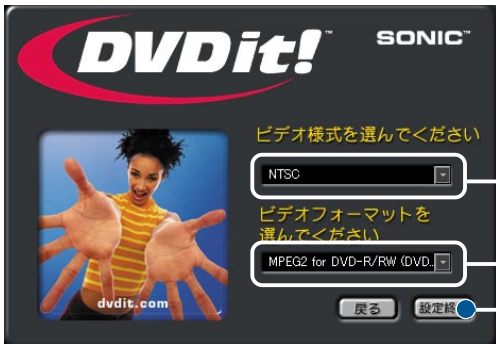 DVDit!™
SONIC™
ビデオ様式を選んでください
NTSC
ビデオフォーマットを
選んでください
MPEG2 for DVD-R/RW (DVD..
dvdit.com
戻る
設定終